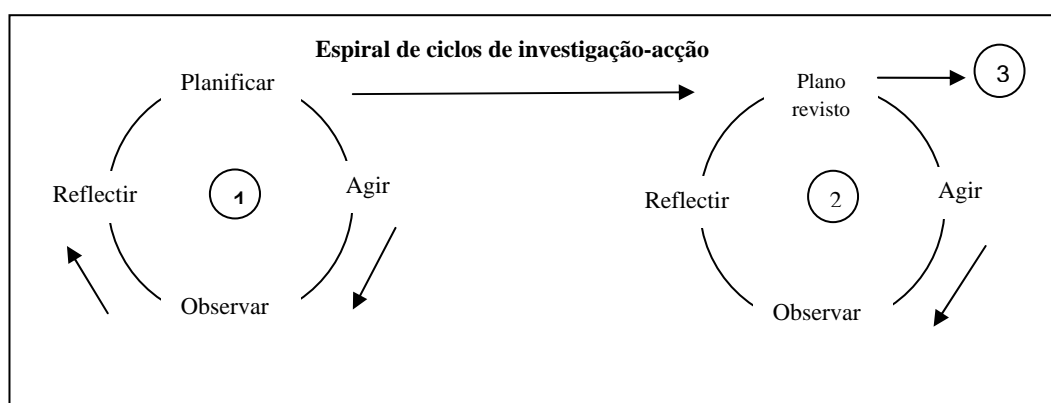 Espiral de ciclos de investigação-acção
Planificar
Reflectir
1
Agir
Observar
Plano
revisto
3
Reflectir
2
Agir
Observar